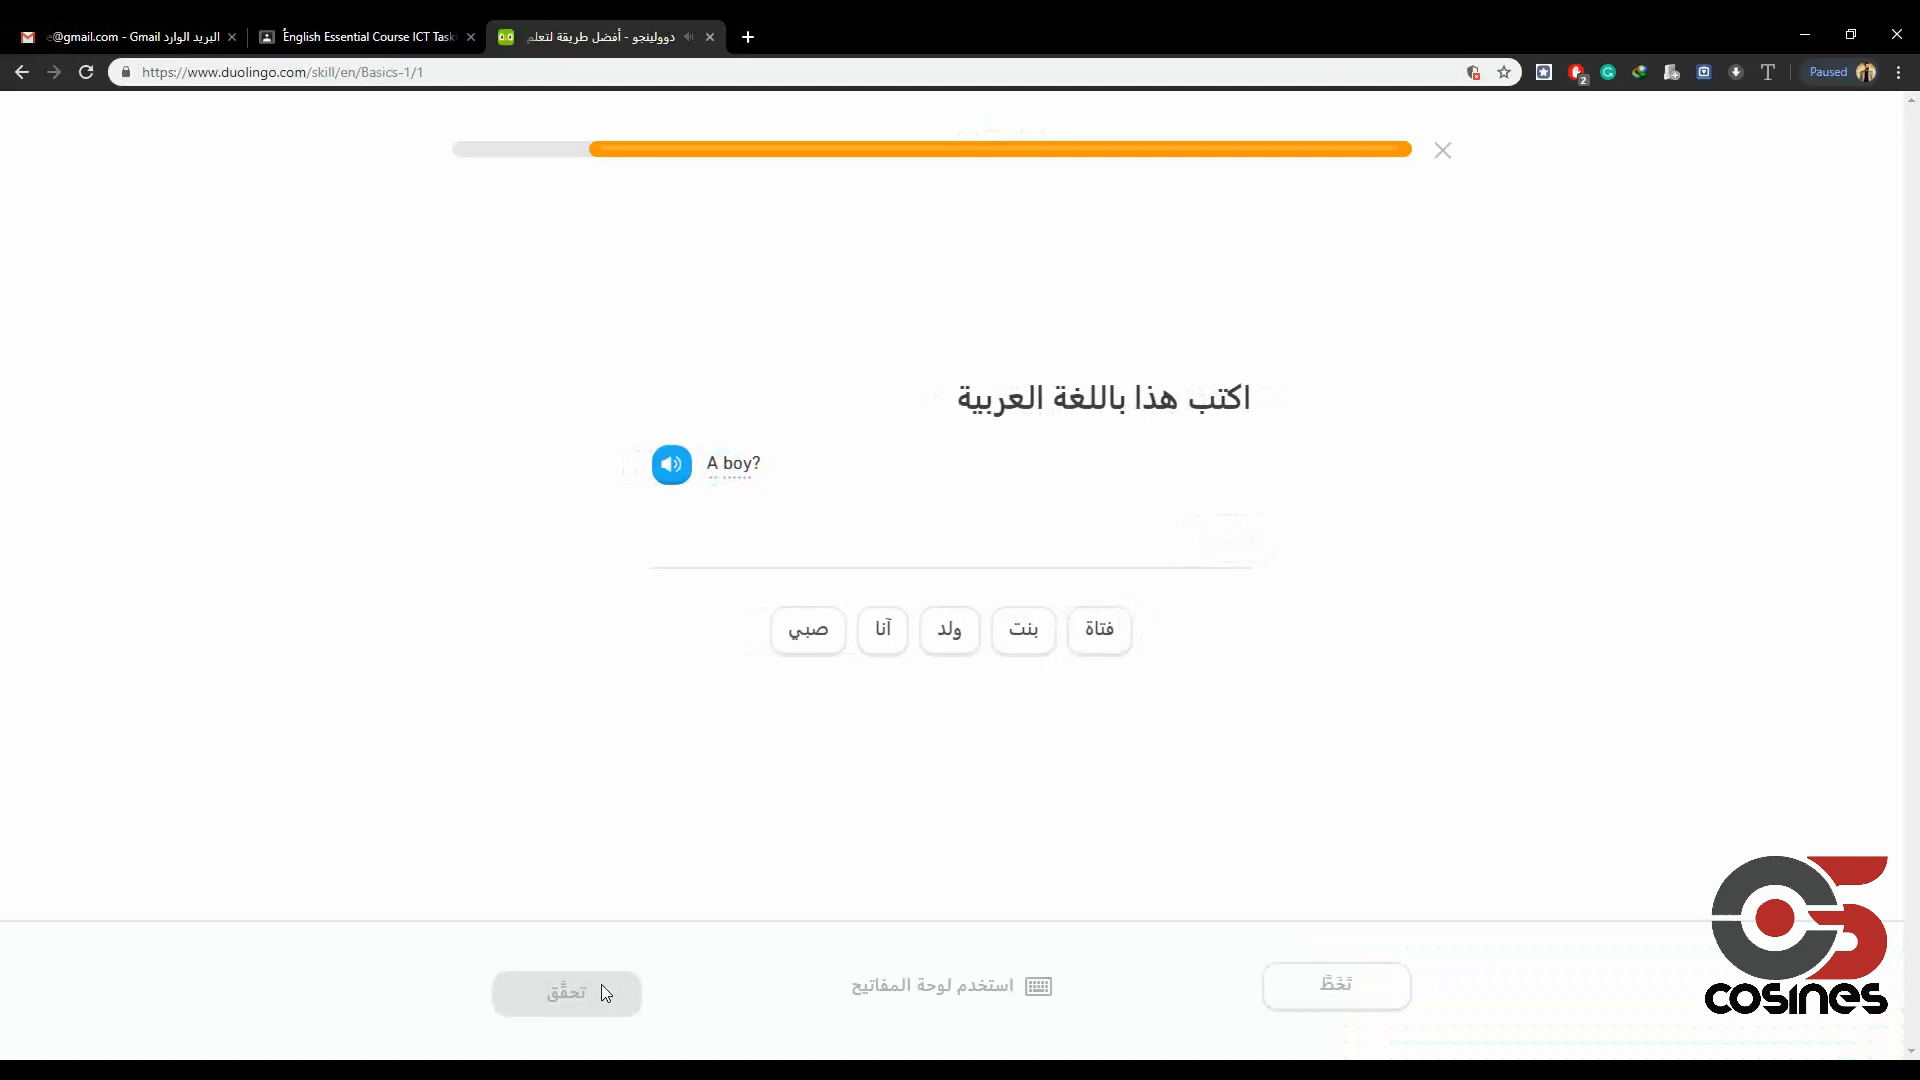 e@gmail.com - Gmail البريد الوارد
English Essential Course ICT Task
دوولينجو - أفضل طريقة لتعلم
https://www.duolingo.com/skill/en/Basics-1/1
2
Paused
اكتب هذا باللغة العربية
A boy?
فتاة
بنت
ولد
آنا
صبي
تَخَطَّ
استخدم لوحة المفاتيح
تحقَّق
COSINES